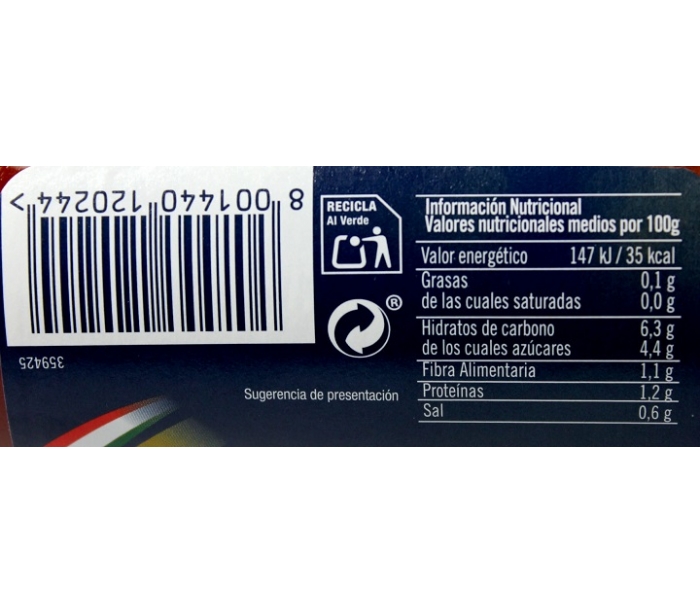 8 001440 120244 >
359425
RECICLA
Al Verde
®
Sugerencia de presentación
Información Nutricional
Valores nutricionales medios por 100g
Valor energético 147 kJ / 35 kcal
Grasas 0,1 g
de las cuales saturadas 0,0 g
Hidratos de carbono 6,3 g
de los cuales azúcares 4,4 g
Fibra Alimentaria 1,1 g
Proteínas 1,2 g
Sal 0,6 g